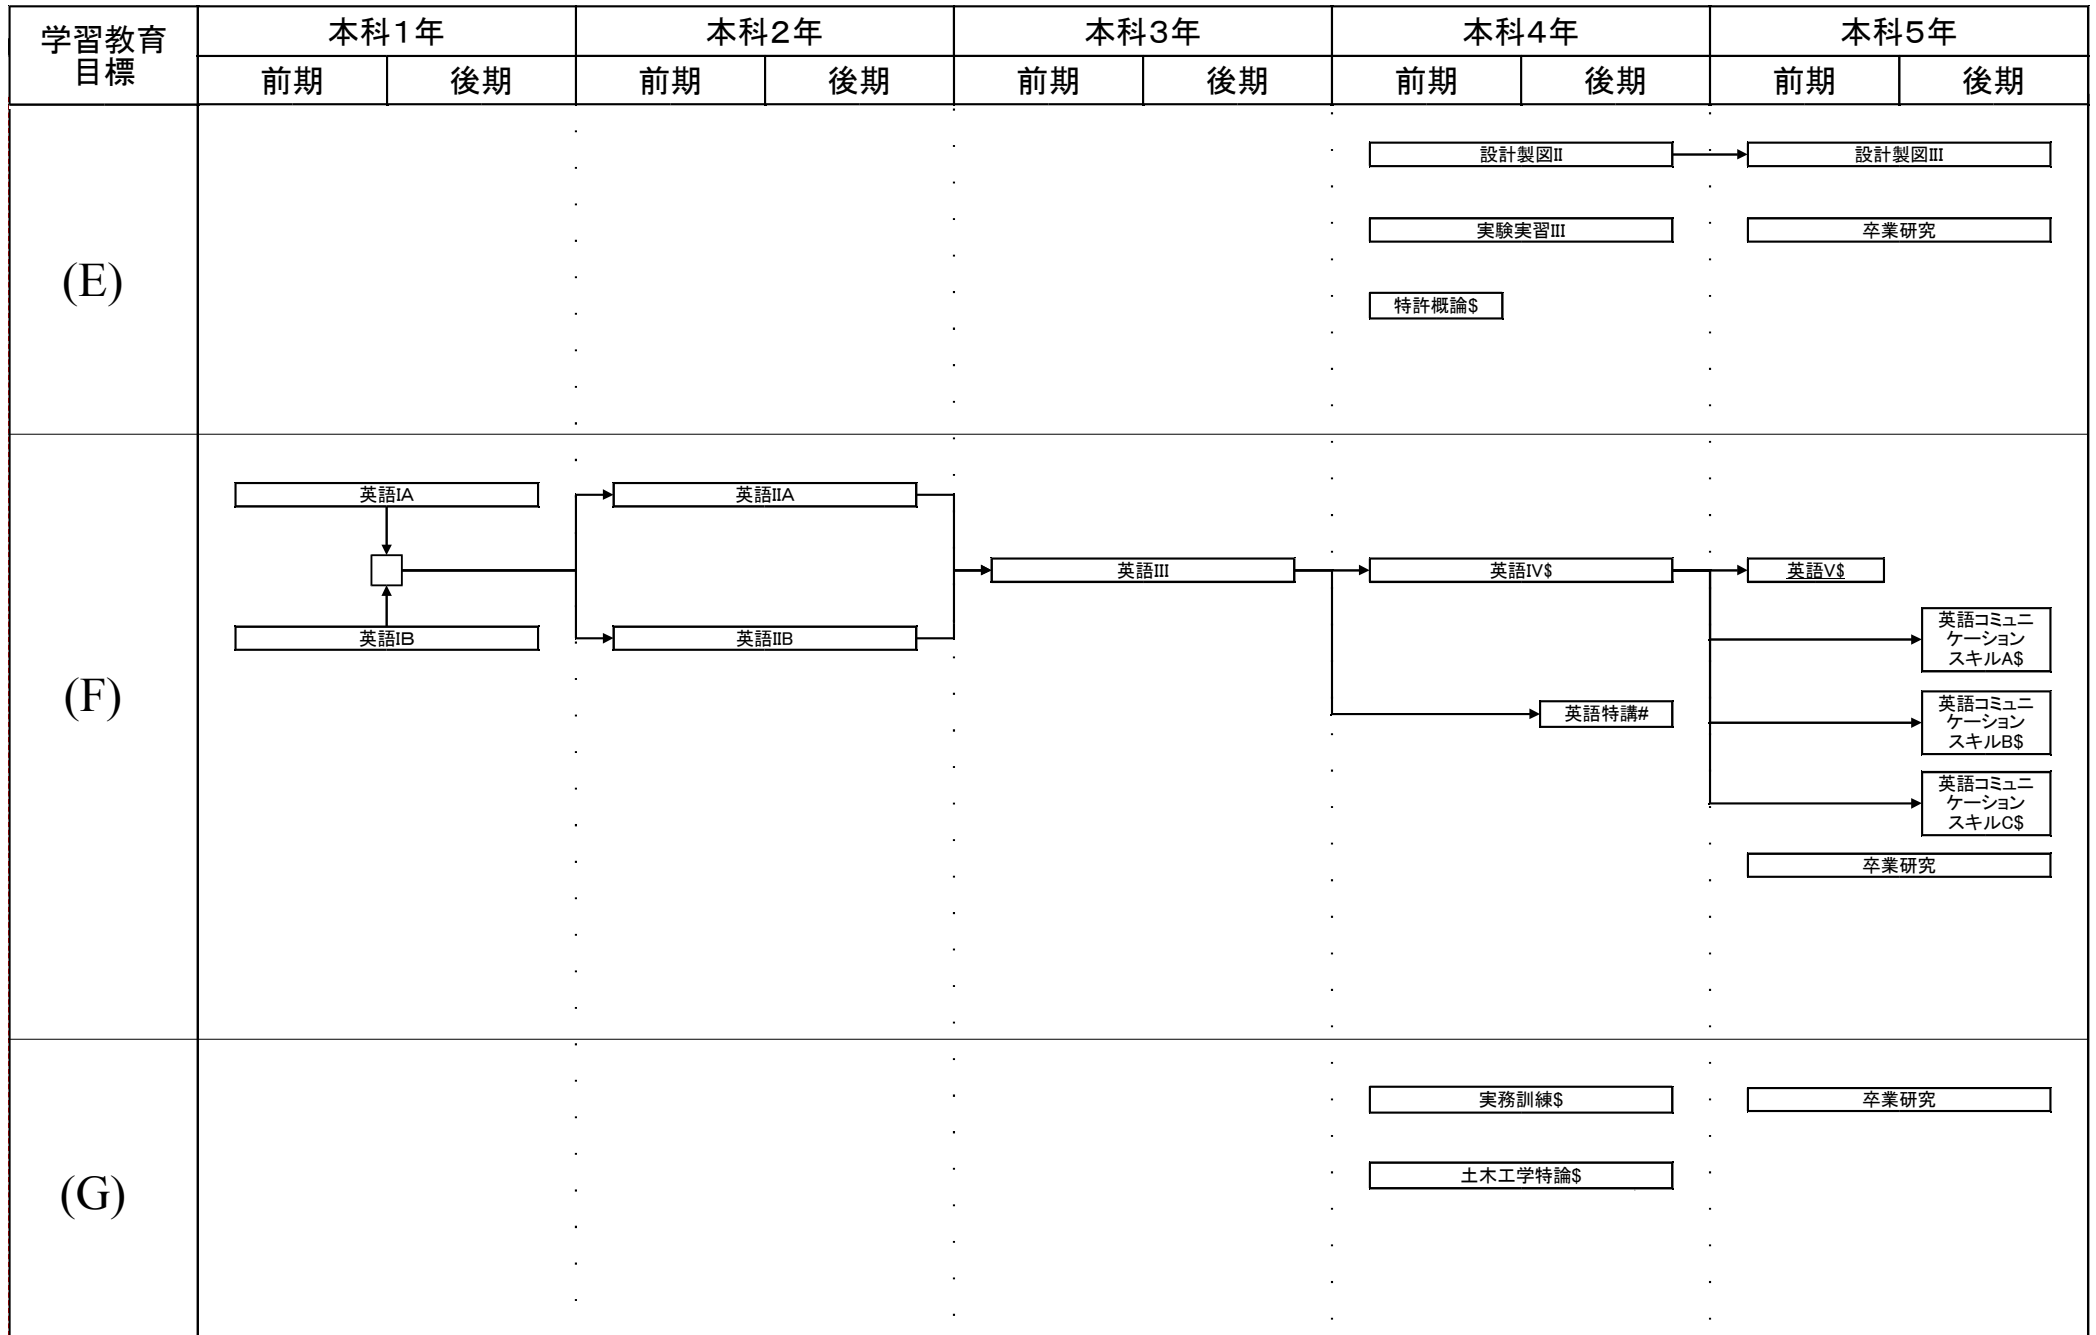 学習教育
目標
本科1年
本科2年
本科3年
本科4年
本科5年
前期
後期
前期
後期
前期
後期
前期
後期
前期
後期
(E)
設計製図II
設計製図III
実験実習III
卒業研究
特許概論$
(F)
英語IA
英語IIA
英語III
英語IV$
英語V$
英語IB
英語IIB
英語コミュニ
ケーション
スキルA$
英語特講#
英語コミュニ
ケーション
スキルB$
英語コミュニ
ケーション
スキルC$
卒業研究
(G)
実務訓練$
卒業研究
土木工学特論$